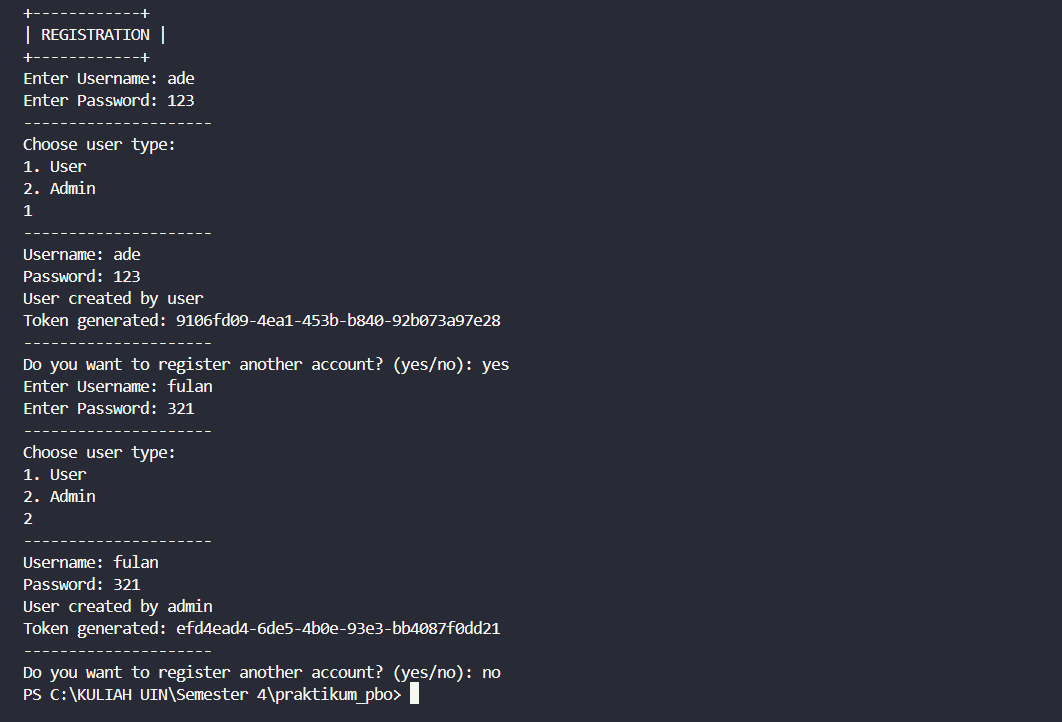 +------------+
| REGISTRATION |
+------------+
Enter Username: ade
Enter Password: 123
---------------------
Choose user type:
1. User
2. Admin
1
---------------------
Username: ade
Password: 123
User created by user
Token generated: 9106fd09-4ea1-453b-b840-92b073a97e28
---------------------
Do you want to register another account? (yes/no): yes
Enter Username: fulan
Enter Password: 321
---------------------
Choose user type:
1. User
2. Admin
2
---------------------
Username: fulan
Password: 321
User created by admin
Token generated: efd4ead4-6de5-4b0e-93e3-bb4087f0dd21
---------------------
Do you want to register another account? (yes/no): no
PS C:\KULIAH UIN\Semester 4\praktikum_pbo>